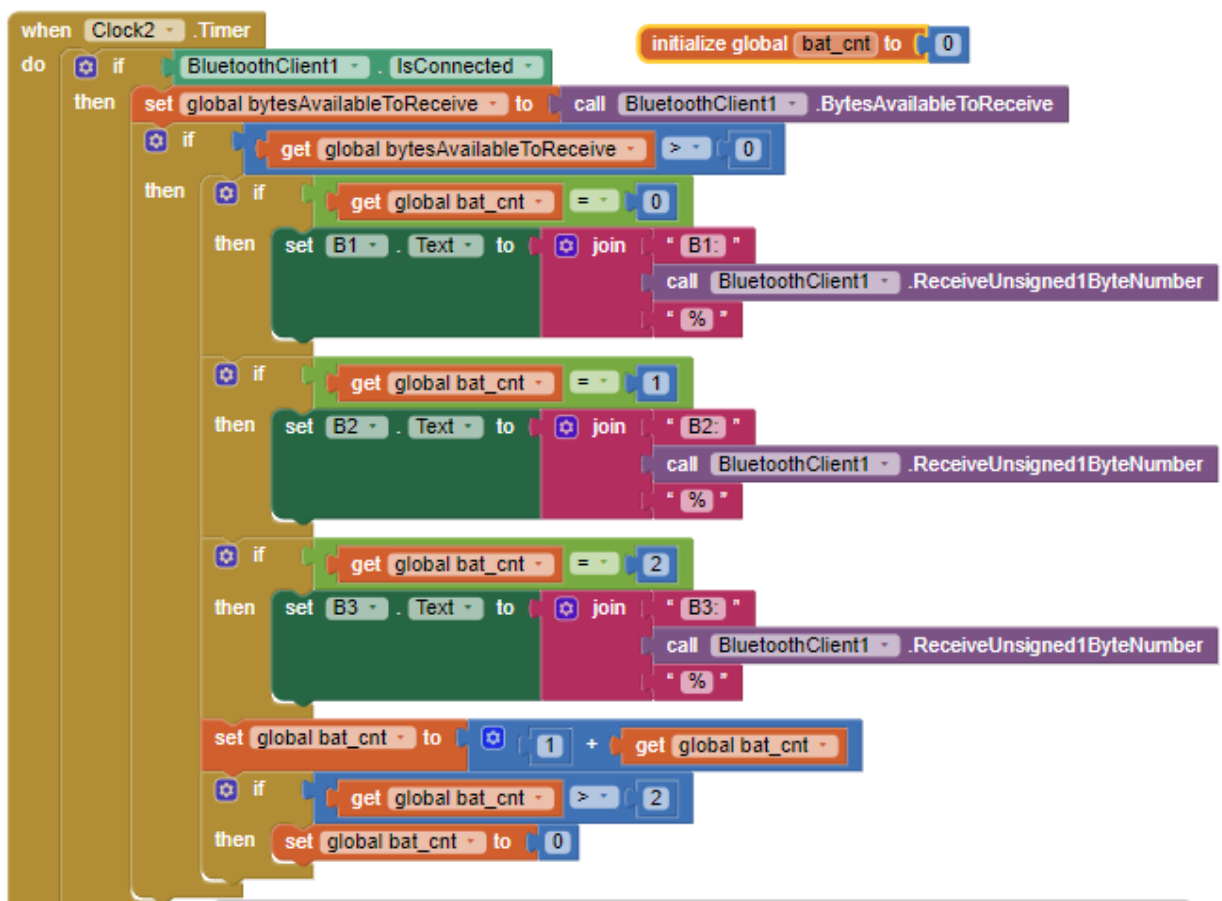 when Clock2 .Timer
initialize global bat_cnt to 0
do if BluetoothClient1 . IsConnected
then set global bytesAvailableToReceive to call BluetoothClient1 .BytesAvailableToReceive
if get global bytesAvailableToReceive > 0
then if get global bat_cnt = 0
then set B1 . Text to join " B1: "
call BluetoothClient1 .ReceiveUnsigned1ByteNumber
" % "
if get global bat_cnt = 1
then set B2 . Text to join " B2: "
call BluetoothClient1 .ReceiveUnsigned1ByteNumber
" % "
if get global bat_cnt = 2
then set B3 . Text to join " B3: "
call BluetoothClient1 .ReceiveUnsigned1ByteNumber
" % "
set global bat_cnt to 1 + get global bat_cnt
if get global bat_cnt > 2
then set global bat_cnt to 0